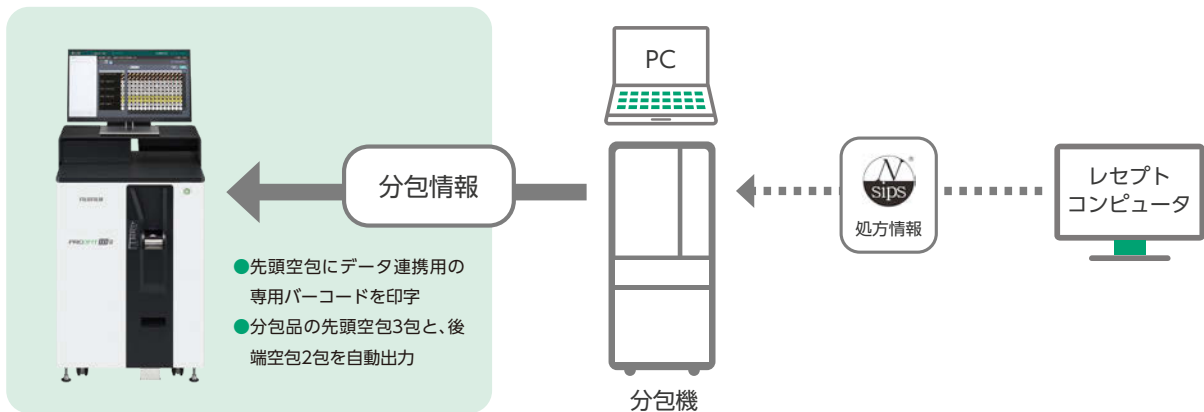 PC
分包情報
N
sips
®
処方情報
レセプト
コンピュータ
FUJIFILM
●先頭空包にデータ連携用の
専用バーコードを印字
●分包品の先頭空包3包と、後
端空包2包を自動出力
分包機